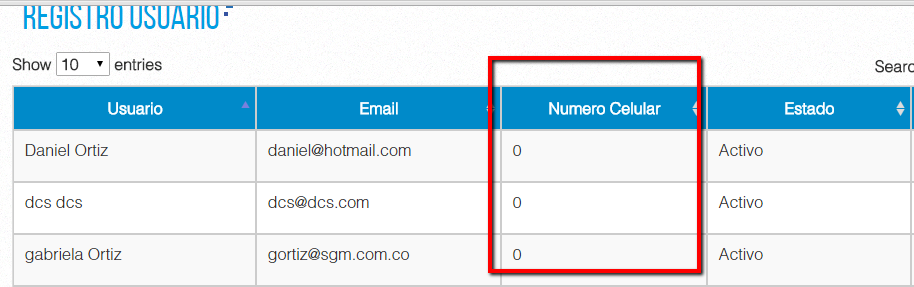 REGISTRO USUARIO
Show 10 entries
Searc
Usuario Email Numero Celular Estado
Daniel Ortiz daniel@hotmail.com 0 Activo
dcs dcs dcs@dcs.com 0 Activo
gabriela Ortiz gortiz@sgm.com.co 0 Activo